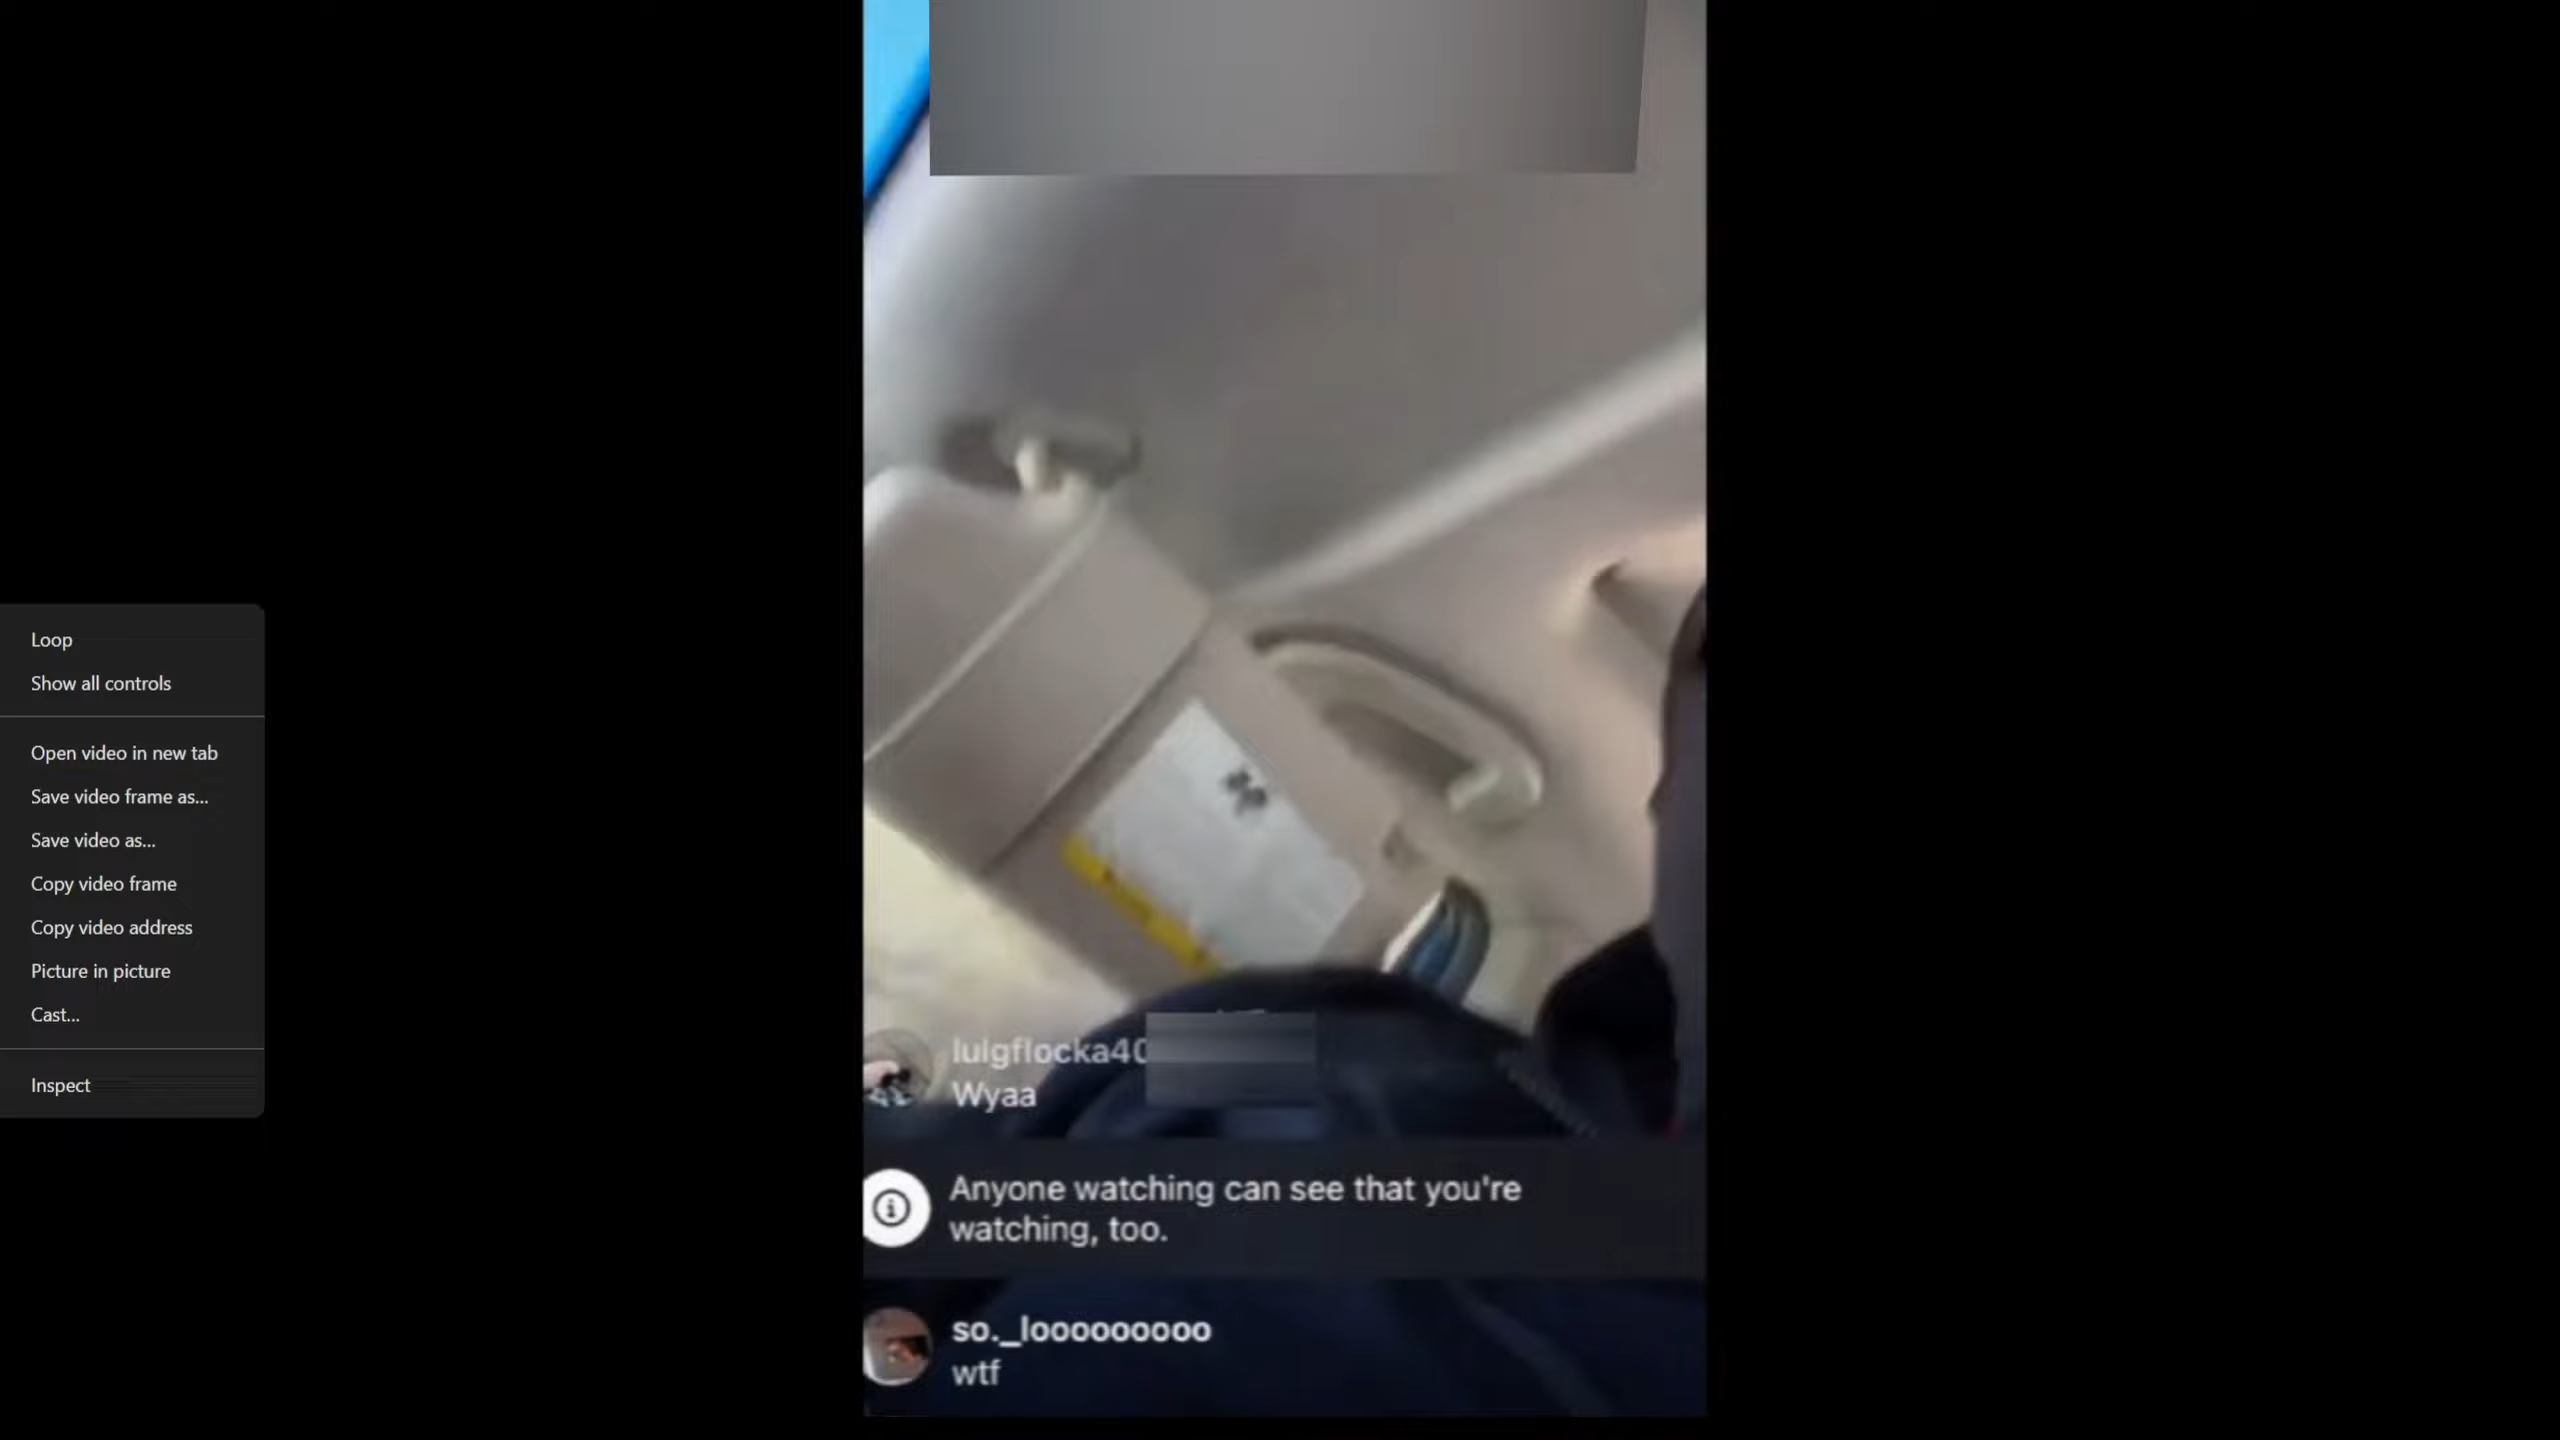 Loop
Show all controls
Open video in new tab
Save video frame as...
Save video as...
Copy video frame
Copy video address
Picture in picture
Cast...
Inspect
luigflocka40
Wyaa
Anyone watching can see that you're
watching, too.
so._looooooooo
wtf